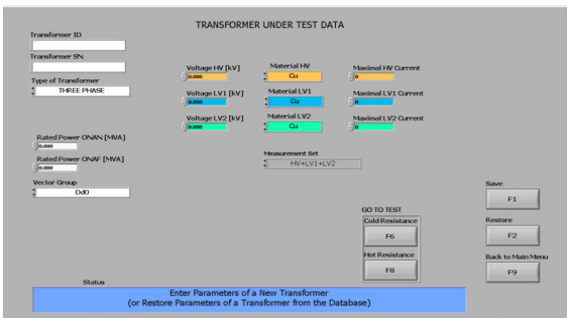 TRANSFORMER UNDER TEST DATA
Transformer ID
Transformer SN
Type of Transformer
THREE PHASE
Voltage HV [kV]
0.000
Material HV
Cu
Maximal HV Current
0
Voltage LV1 [kV]
0.000
Material LV1
Cu
Maximal LV1 Current
0
Voltage LV2 [kV]
0.000
Material LV2
Cu
Maximal LV2 Current
0
Rated Power ONAN [MVA]
0.000
Rated Power ONAF [MVA]
0.000
Vector Group
Dd0
Measurement Set
HV+LV1+LV2
GO TO TEST
Cold Resistance
F6
Hot Resistance
F8
Save
F1
Restore
F2
Back to Main Menu
F9
Status
Enter Parameters of a New Transformer
(or Restore Parameters of a Transformer from the Database)